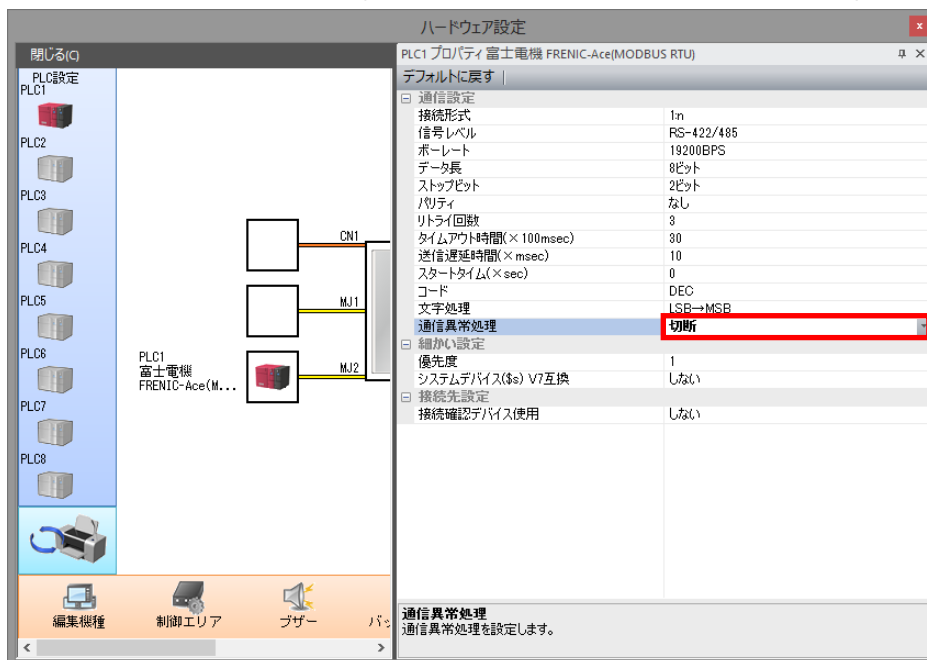 ハードウェア設定
x
閉じる(C)
PLC設定
PLC1
PLC2
PLC3
PLC4
PLC5
PLC6
PLC7
PLC8
CN1
MJ1
MJ2
PLC1
富士電機
FRENIC-Ace(M...
編集機種
制御エリア
ブザー
バッ
PLC1 プロパティ 富士電機 FRENIC-Ace(MODBUS RTU)
デフォルトに戻す
通信設定
接続形式 1:n
信号レベル RS-422/485
ボーレート 19200BPS
データ長 8ビット
ストップビット 2ビット
パリティ なし
リトライ回数 3
タイムアウト時間(×100msec) 30
送信遅延時間(×msec) 10
スタートタイム(×sec) 0
コード DEC
文字処理 LSB→MSB
通信異常処理 切断
細かい設定
優先度 1
システムデバイス($s) V7互換 しない
接続先設定
接続確認デバイス使用 しない
通信異常処理
通信異常処理を設定します。